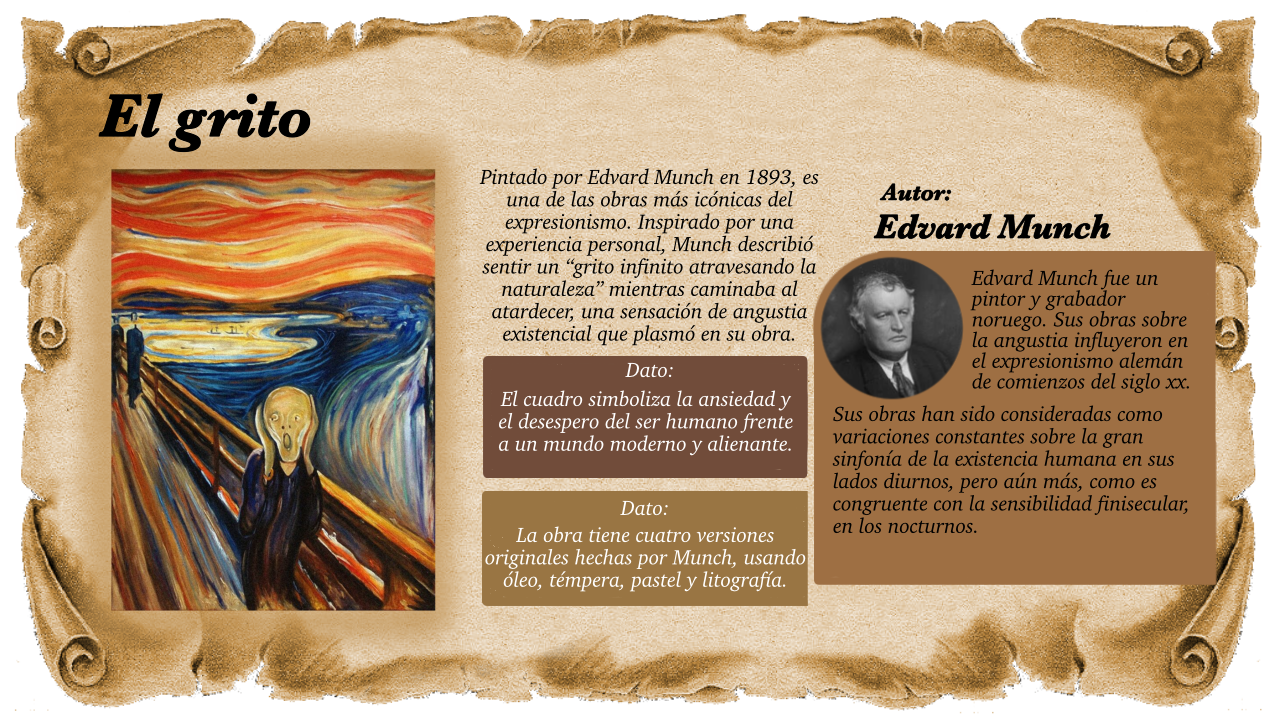 El grito
Pintado por Edvard Munch en 1893, es
una de las obras más icónicas del
expresionismo. Inspirado por una
experiencia personal, Munch describió
sentir un “grito infinito atravesando la
naturaleza” mientras caminaba al
atardecer, una sensación de angustia
existencial que plasmó en su obra.
Dato:
El cuadro simboliza la ansiedad y
el desespero del ser humano frente
a un mundo moderno y alienante.
Dato:
La obra tiene cuatro versiones
originales hechas por Munch, usando
óleo, témpera, pastel y litografía.
Autor:
Edvard Munch
Edvard Munch fue un
pintor y grabador
noruego. Sus obras sobre
la angustia influyeron en
el expresionismo alemán
de comienzos del siglo xx.
Sus obras han sido consideradas como
variaciones constantes sobre la gran
sinfonía de la existencia humana en sus
lados diurnos, pero aún más, como es
congruente con la sensibilidad finisecular,
en los nocturnos.